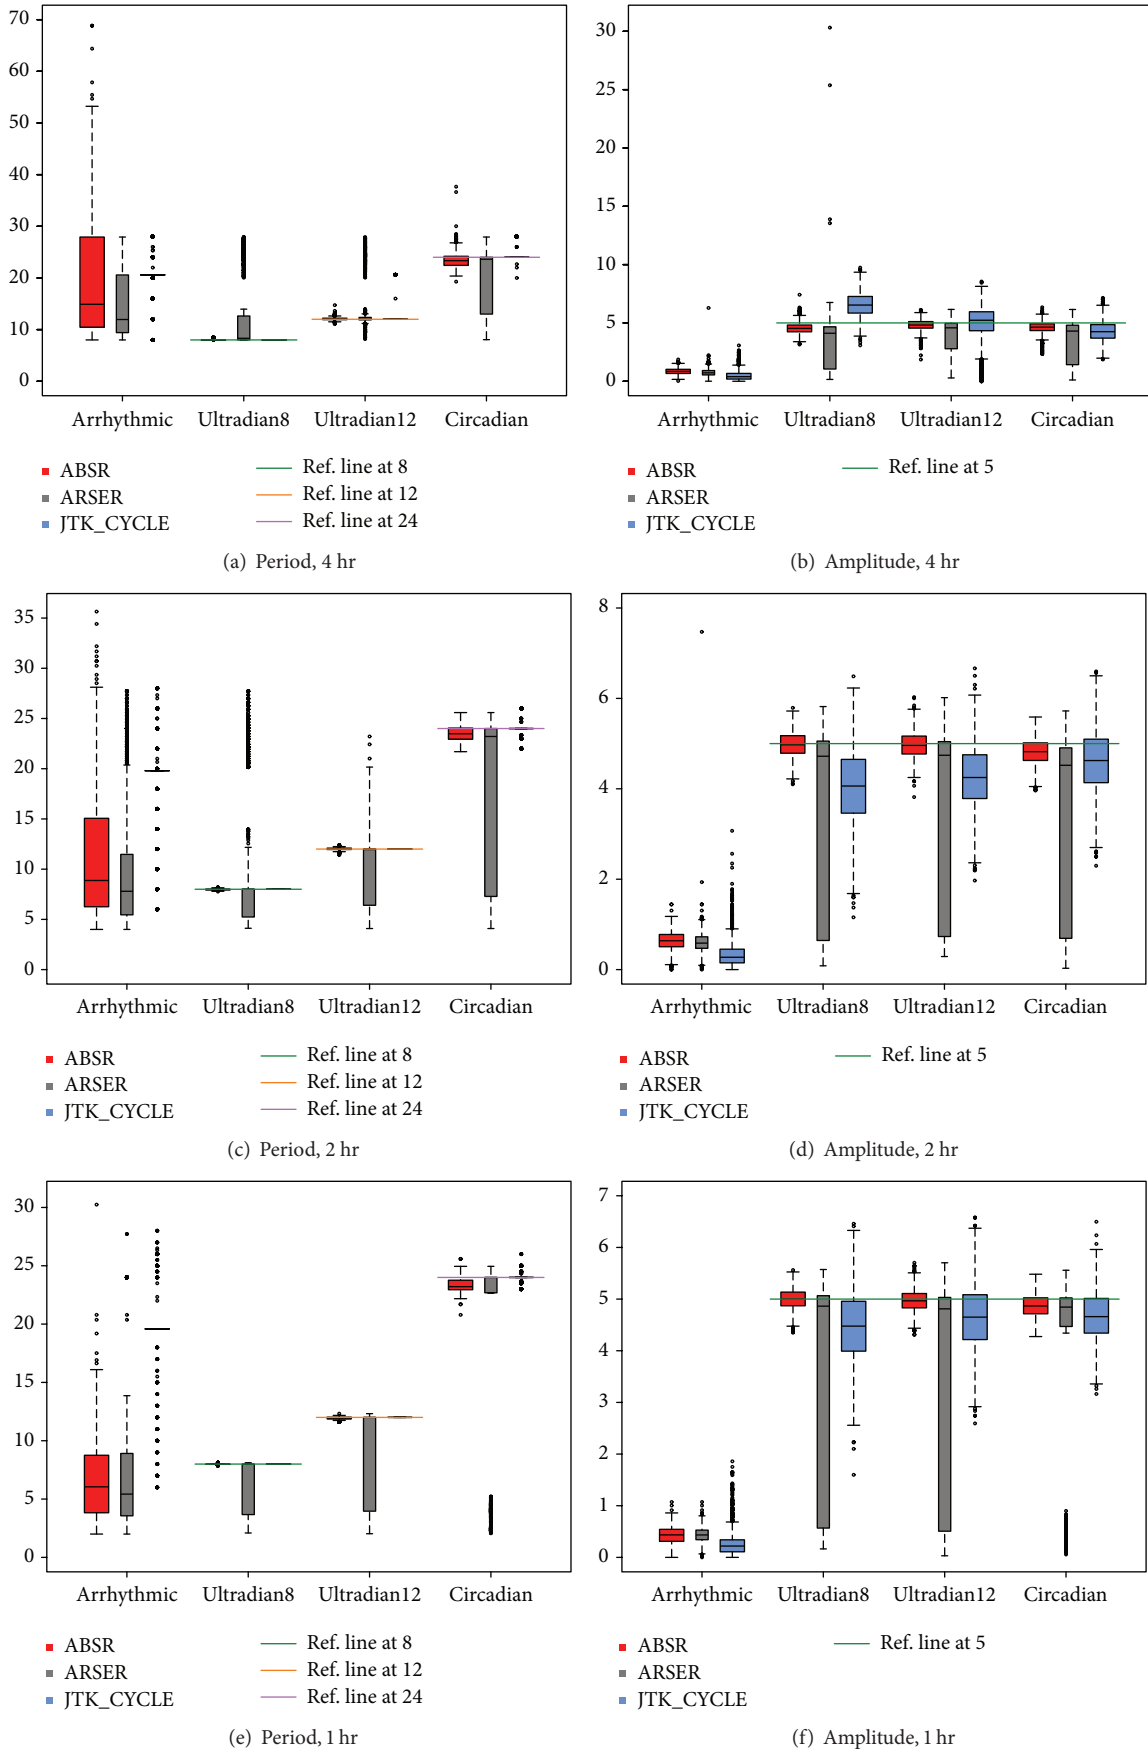 70
60
50
40
30
20
10
0
Arrhythmic Ultradian8 Ultradian12 Circadian
ABSR
ARSER
JTK_CYCLE
Ref. line at 8
Ref. line at 12
Ref. line at 24
(a) Period, 4 hr
30
25
20
15
10
5
0
Arrhythmic Ultradian8 Ultradian12 Circadian
ABSR
ARSER
JTK_CYCLE
Ref. line at 5
(b) Amplitude, 4 hr
35
30
25
20
15
10
5
0
Arrhythmic Ultradian8 Ultradian12 Circadian
ABSR
ARSER
JTK_CYCLE
Ref. line at 8
Ref. line at 12
Ref. line at 24
(c) Period, 2 hr
8
6
4
2
0
Arrhythmic Ultradian8 Ultradian12 Circadian
ABSR
ARSER
JTK_CYCLE
Ref. line at 5
(d) Amplitude, 2 hr
30
25
20
15
10
5
0
Arrhythmic Ultradian8 Ultradian12 Circadian
ABSR
ARSER
JTK_CYCLE
Ref. line at 8
Ref. line at 12
Ref. line at 24
(e) Period, 1 hr
7
6
5
4
3
2
1
0
Arrhythmic Ultradian8 Ultradian12 Circadian
ABSR
ARSER
JTK_CYCLE
Ref. line at 5
(f) Amplitude, 1 hr